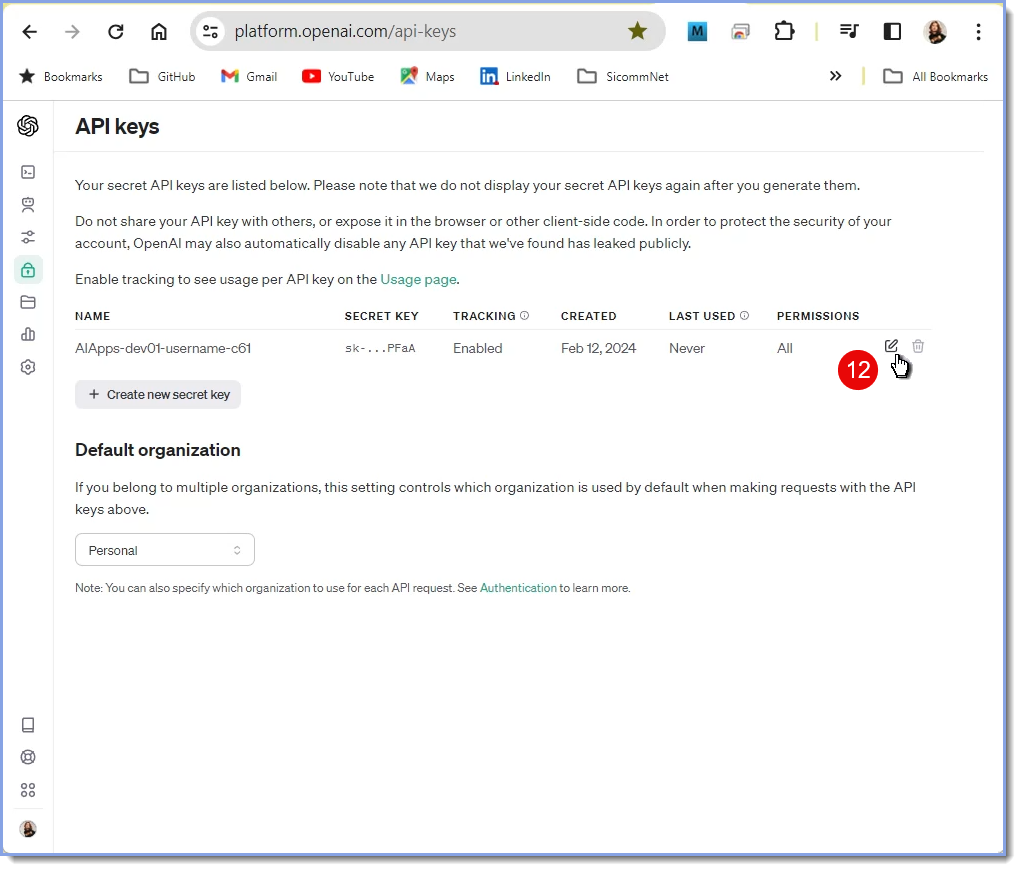 platform.openai.com/api-keys
M
Bookmarks GitHub Gmail YouTube Maps LinkedIn SicommNet All Bookmarks
API keys
Your secret API keys are listed below. Please note that we do not display your secret API keys again after you generate them.
Do not share your API key with others, or expose it in the browser or other client-side code. In order to protect the security of your
account, OpenAI may also automatically disable any API key that we've found has leaked publicly.
Enable tracking to see usage per API key on the Usage page.
NAME SECRET KEY TRACKING CREATED LAST USED PERMISSIONS
AIApps-dev01-username-c61 sk-...PFaA Enabled Feb 12, 2024 Never All
12
+ Create new secret key
Default organization
If you belong to multiple organizations, this setting controls which organization is used by default when making requests with the API
keys above.
Personal
Note: You can also specify which organization to use for each API request. See Authentication to learn more.